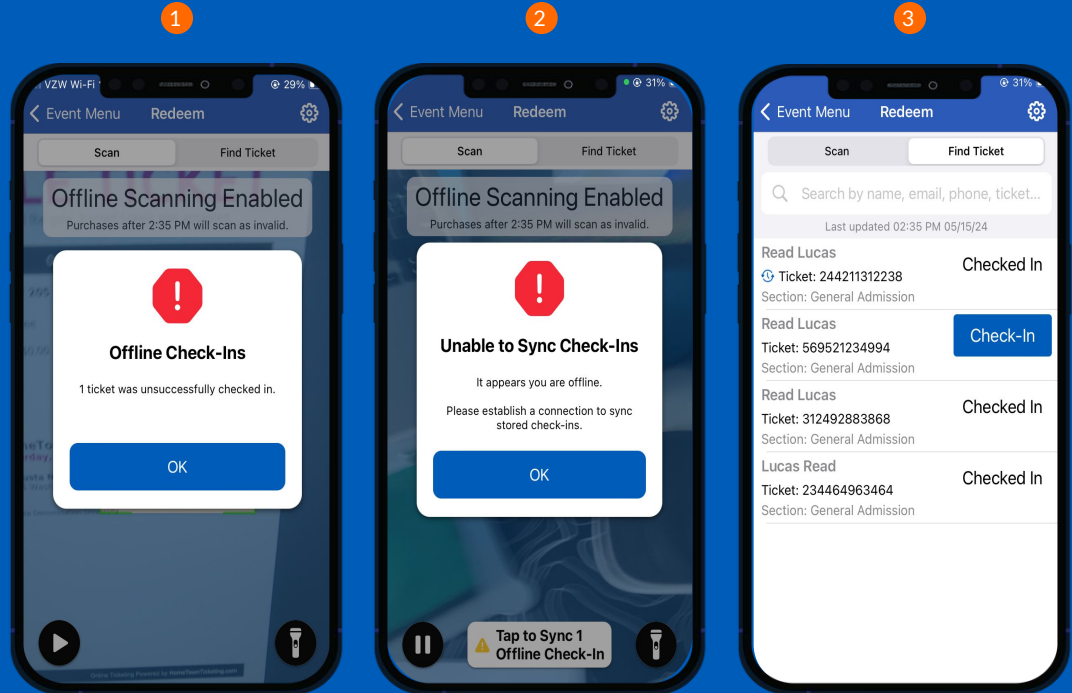 1
2
3
VZW Wi-Fi
29%
Event Menu
Redeem
Scan
Find Ticket
Offline Scanning Enabled
Purchases after 2:35 PM will scan as invalid.
Offline Check-Ins
1 ticket was unsuccessfully checked in.
OK
Online Ticketing Powered by HomeTownTicketing.com
31%
Event Menu
Redeem
Scan
Find Ticket
Offline Scanning Enabled
Purchases after 2:35 PM will scan as invalid.
Unable to Sync Check-Ins
It appears you are offline.
Please establish a connection to sync
stored check-ins.
OK
Tap to Sync 1
Offline Check-In
31%
Event Menu
Redeem
Scan
Find Ticket
Search by name, email, phone, ticket...
Last updated 02:35 PM 05/15/24
Read Lucas
Ticket: 244211312238
Section: General Admission
Checked In
Read Lucas
Ticket: 569521234994
Section: General Admission
Check-In
Read Lucas
Ticket: 312492883868
Section: General Admission
Checked In
Lucas Read
Ticket: 234464963464
Section: General Admission
Checked In